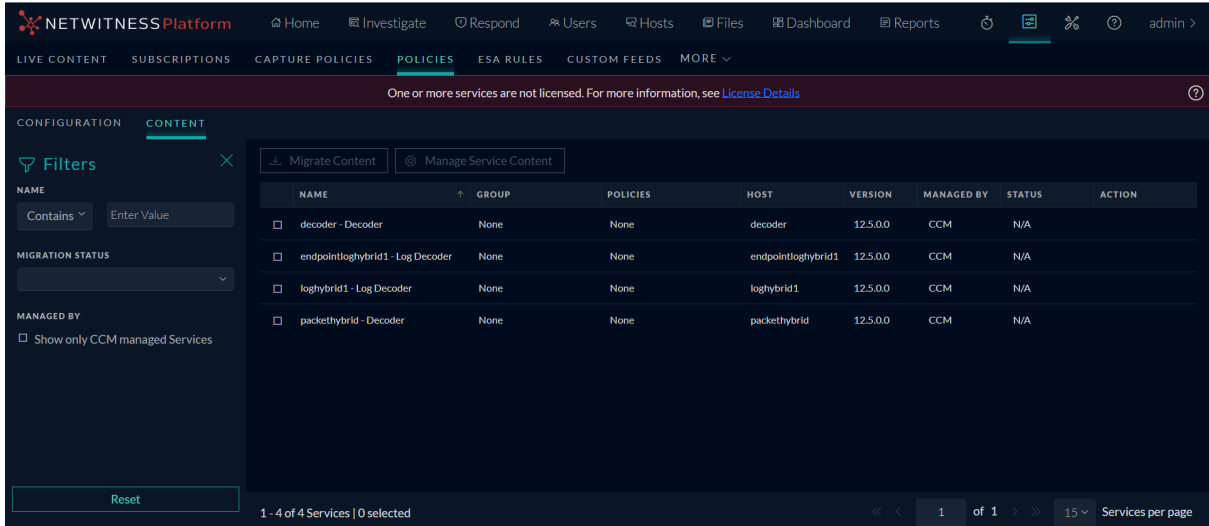 NETWITNESS Platform Home Investigate Respond Users Hosts Files Dashboard Reports admin >
LIVE CONTENT SUBSCRIPTIONS CAPTURE POLICIES POLICIES ESA RULES CUSTOM FEEDS MORE
One or more services are not licensed. For more information, see License Details
CONFIGURATION CONTENT
Filters
NAME
Contains Enter Value
MIGRATION STATUS
MANAGED BY
Show only CCM managed Services
Reset
Migrate Content Manage Service Content
NAME GROUP POLICIES HOST VERSION MANAGED BY STATUS ACTION
decoder - Decoder None None decoder 12.5.0.0 CCM N/A
endpointloghybrid1 - Log Decoder None None endpointloghybrid1 12.5.0.0 CCM N/A
loghybrid1 - Log Decoder None None loghybrid1 12.5.0.0 CCM N/A
packethybrid - Decoder None None packethybrid 12.5.0.0 CCM N/A
1 - 4 of 4 Services | 0 selected
1 of 1 15 Services per page